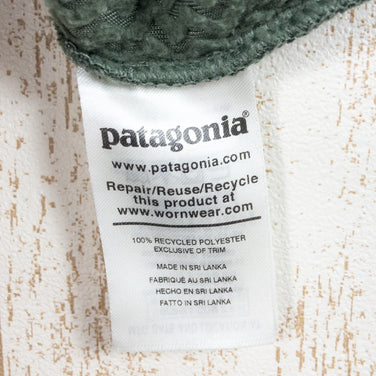 patagonia®
www.patagonia.com
Repair/Reuse/Recycle
this product at
www.wornwear.com
100% RECYCLED POLYESTER
EXCLUSIVE OF TRIM
MADE IN SRI LANKA
FABRIQUÉ AU SRI LANKA
HECHO EN SRI LANKA
FATTO IN SRI LANKA